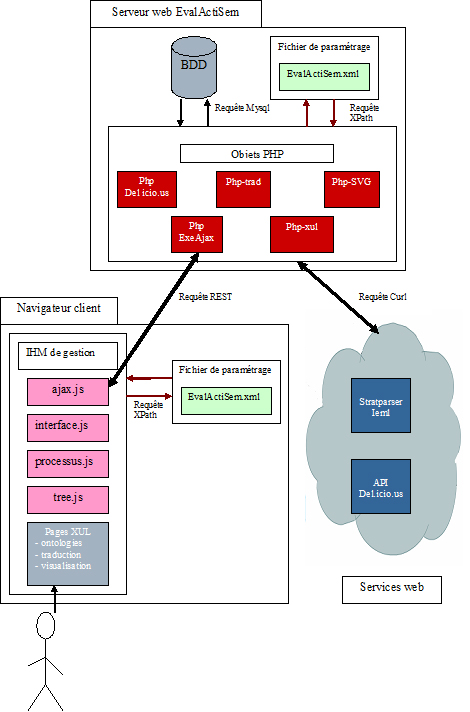 Serveur web EvalActiSem
BDD
Fichier de paramétrage
EvalActiSem.xml
Requête Mysql
Requête
XPath
Objets PHP
Php
Del.icio.us
Php-trad
Php-SVG
Php
ExeAjax
Php-xul
Requête REST
Requête Curl
Navigateur client
IHM de gestion
ajax.js
interface.js
processus.js
tree.js
Pages XUL
- ontologies
- traduction
- visualisation
Fichier de paramétrage
EvalActiSem.xml
Requête
XPath
Stratparser
Ieml
API
Del.icio.us
Services web